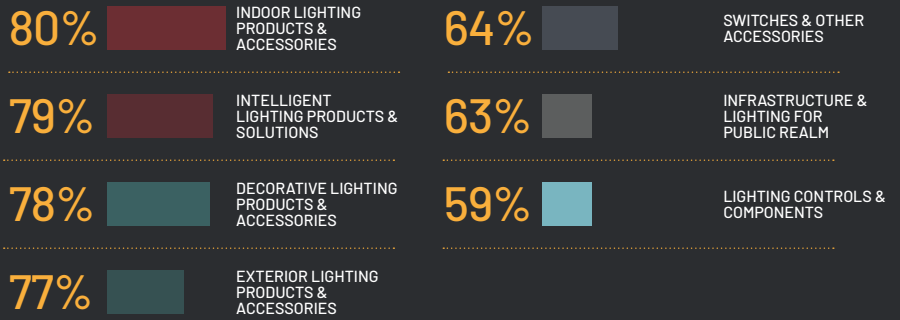 80%
INDOOR LIGHTING
PRODUCTS &
ACCESSORIES
79%
INTELLIGENT
LIGHTING PRODUCTS &
SOLUTIONS
78%
DECORATIVE LIGHTING
PRODUCTS &
ACCESSORIES
77%
EXTERIOR LIGHTING
PRODUCTS &
ACCESSORIES
64%
SWITCHES & OTHER
ACCESSORIES
63%
INFRASTRUCTURE &
LIGHTING FOR
PUBLIC REALM
59%
LIGHTING CONTROLS &
COMPONENTS